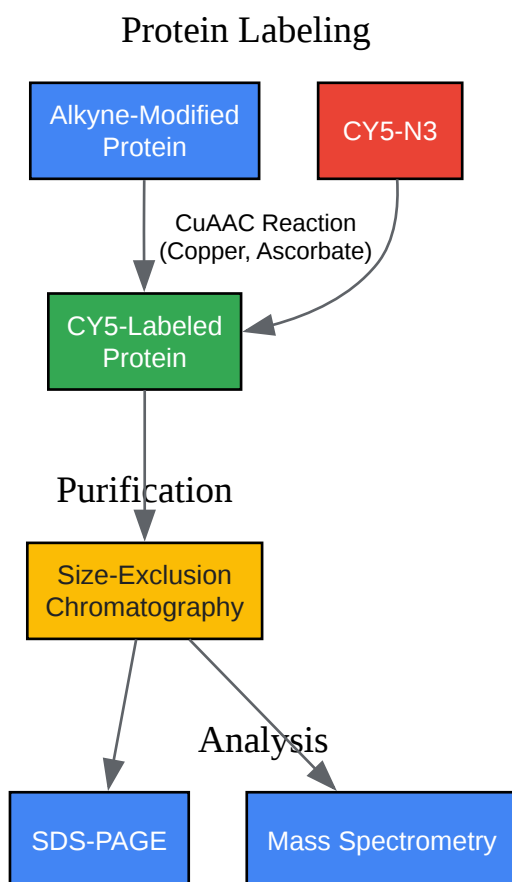 Protein Labeling
Alkyne-Modified
Protein
CY5-N3
CuAAC Reaction
(Copper, Ascorbate)
CY5-Labeled
Protein
Purification
Size-Exclusion
Chromatography
Analysis
SDS-PAGE
Mass Spectrometry